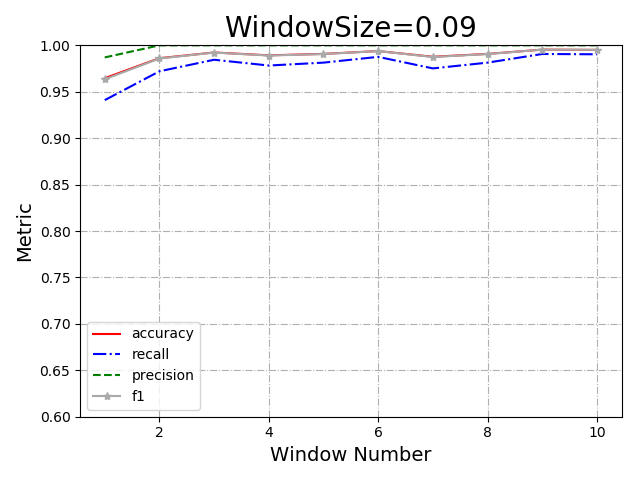 WindowSize=0.09
1.00
0.95
0.90
0.85
0.80
0.75
0.70
0.65
0.60
Metric
accuracy
recall
precision
f1
2 4 6 8 10
Window Number